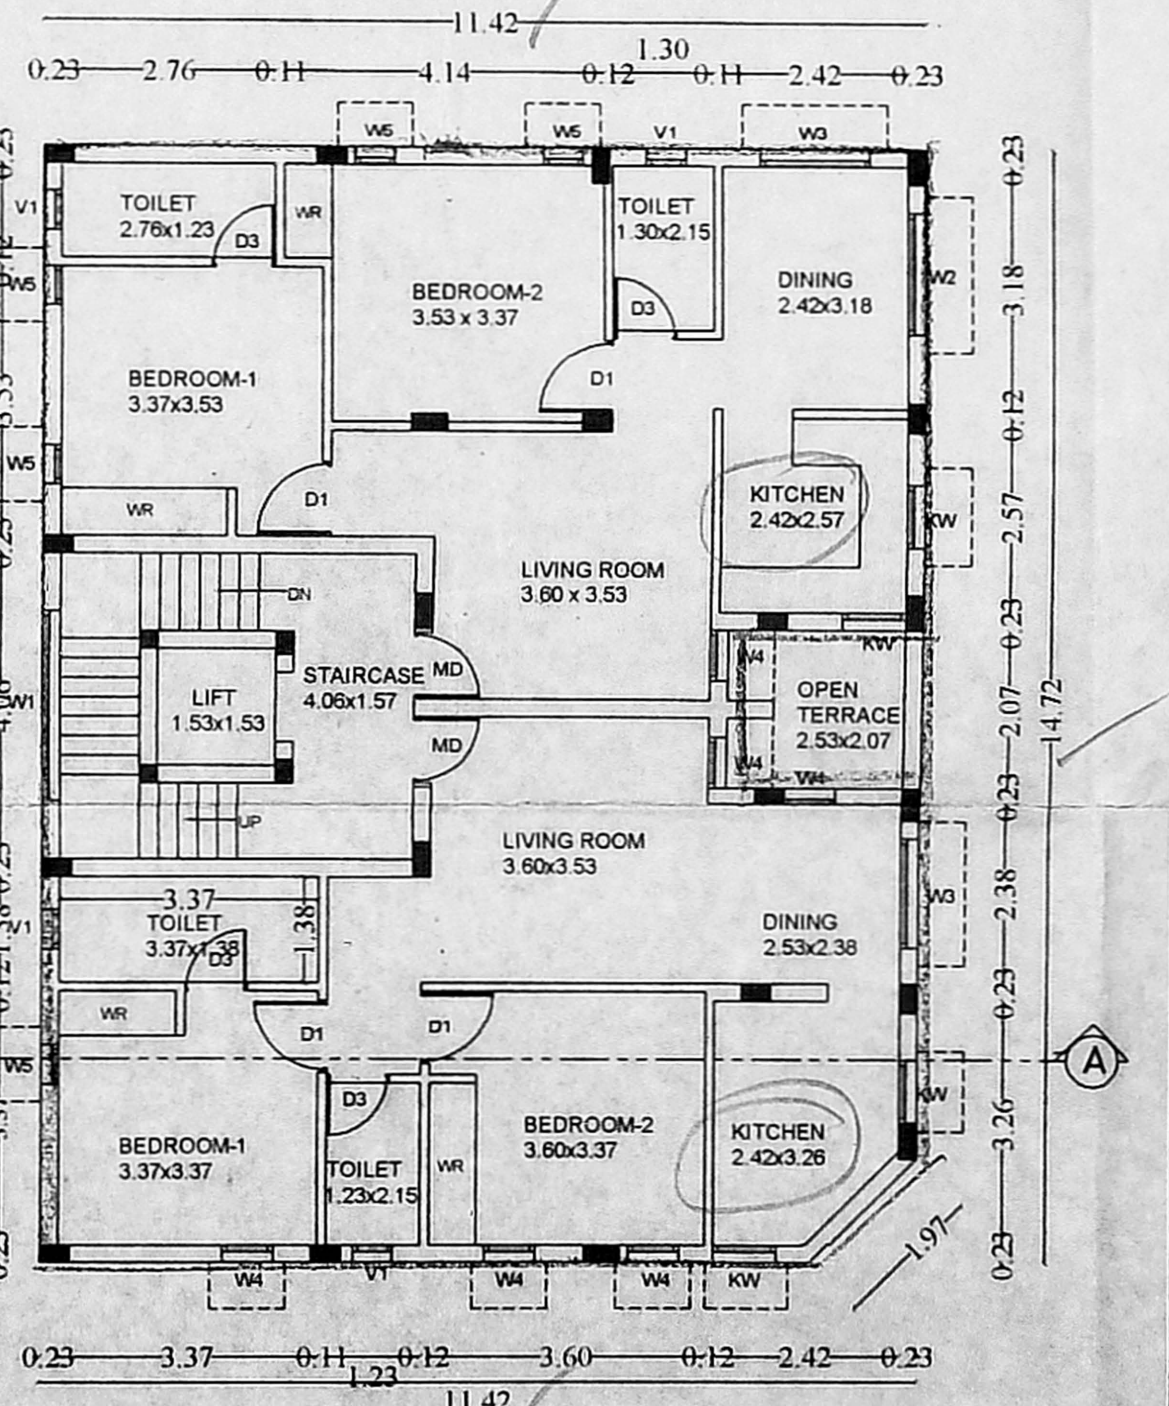 11.42
1.30
0.23 2.76 0.11 4.14 0.12 0.11 2.42 0.23
W5
W5
V1
W3
0.23
0.23
TOILET
2.76x1.23
D3
WR
V1
W5
BEDROOM-2
3.53 x 3.37
TOILET
1.30x2.15
D3
D1
DINING
2.42x3.18
W2
3.18
BEDROOM-1
3.37x3.53
W5
WR
D1
0.12
KITCHEN
2.42x2.57
KW
2.57
LIVING ROOM
3.60 x 3.53
DN
0.23
KW
W4
STAIRCASE
4.06x1.57
LIFT
1.53x1.53
MD
MD
W1
OPEN
TERRACE
2.53x2.07
W4
W4
2.07
14.72
0.23
UP
LIVING ROOM
3.60x3.53
0.23
3.37
TOILET
3.37x1.38
1.38
D3
V1
DINING
2.53x2.38
W3
2.38
0.23
WR
D1
D1
W5
A
KW
D3
BEDROOM-1
3.37x3.37
TOILET
1.23x2.15
WR
BEDROOM-2
3.60x3.37
KITCHEN
2.42x3.26
3.26
1.97
0.23
W4
V1
W4
W4
KW
0.23 3.37 0.11 0.12 3.60 0.12 2.42 0.23
1.23
11.42